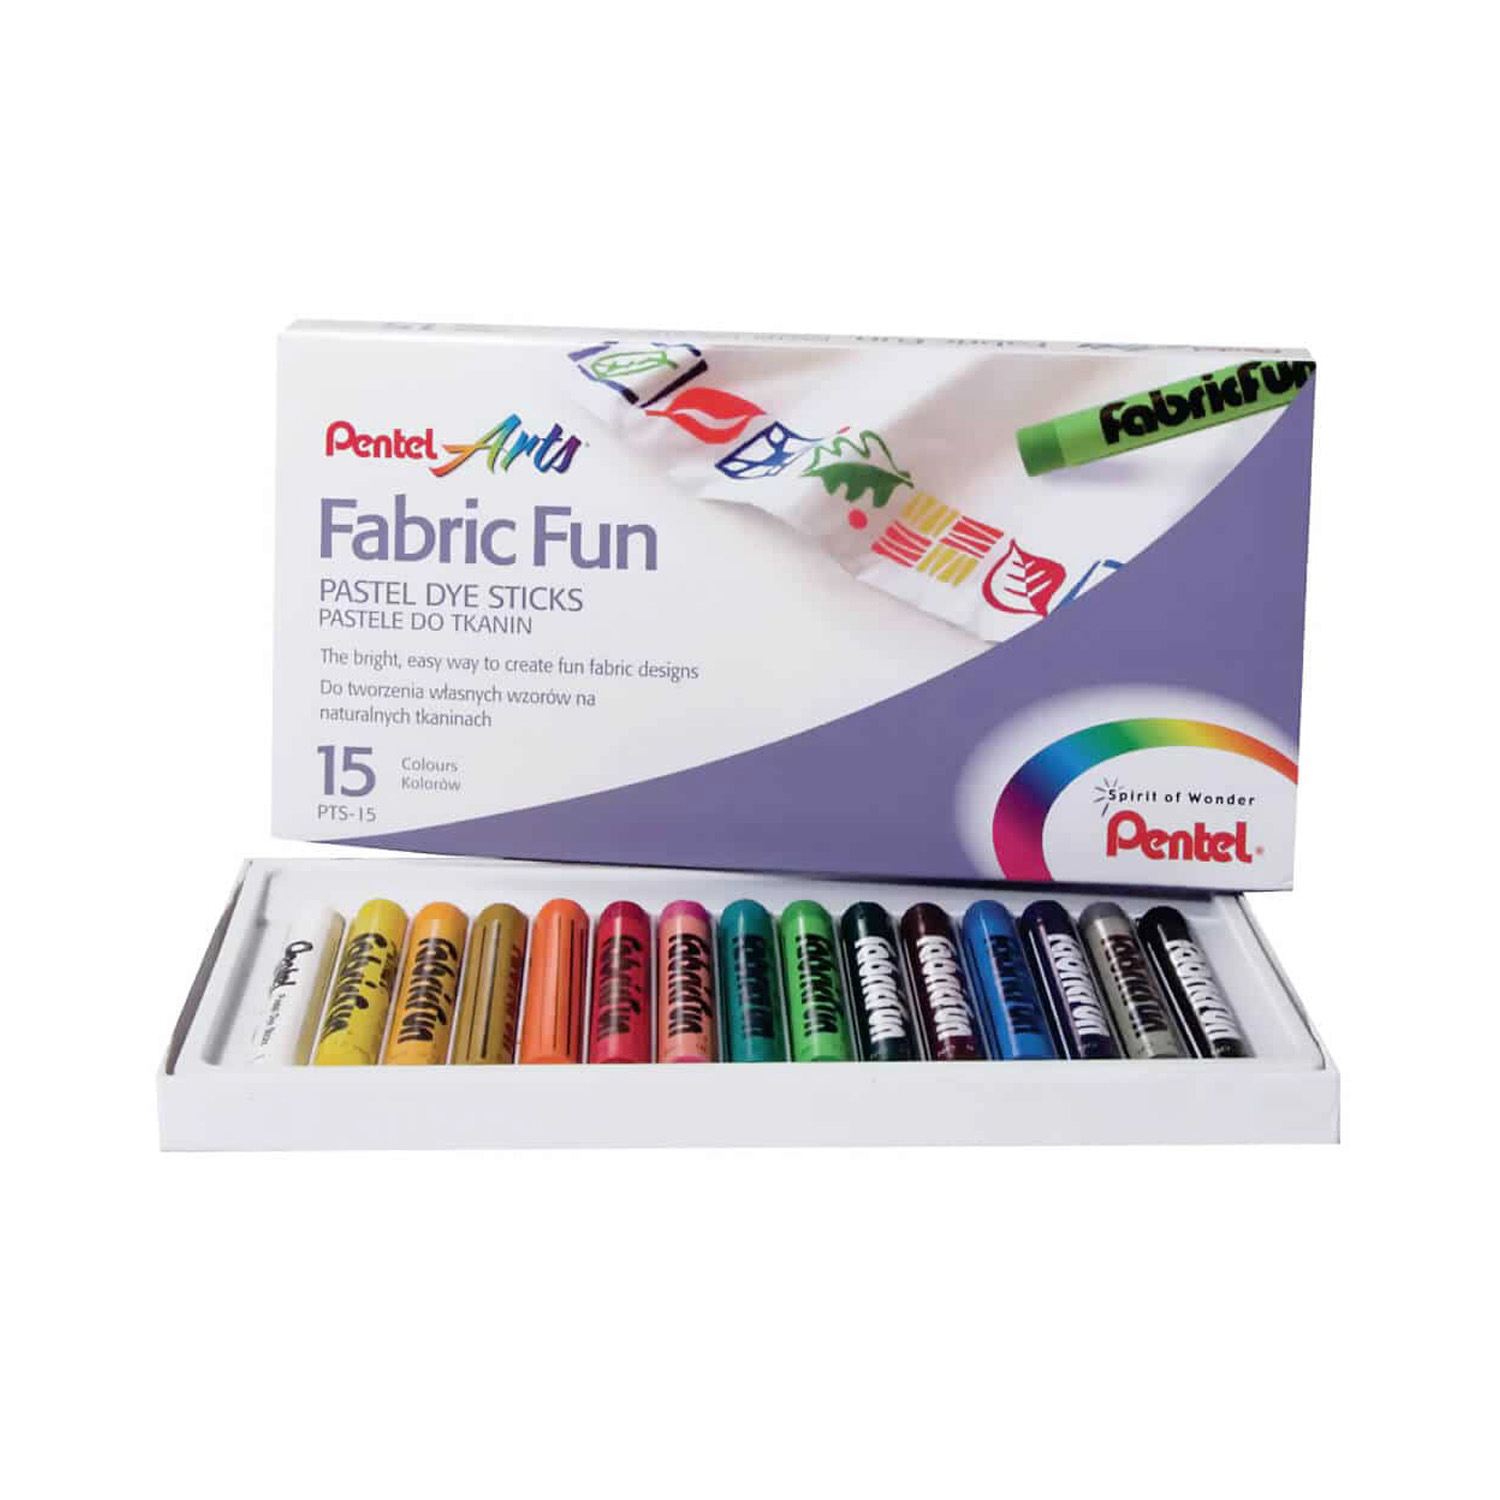 Pentel Arts
Fabric Fun
PASTEL DYE STICKS
PASTELE DO TKANIN
The bright, easy way to create fun fabric designs
Do tworzenia własnych wzorów na
naturalnych tkaninach
15 Colours
Kolorów
PTS-15
FabricFun
Spirit of Wonder
Pentel
Pentel
FabricFun
FabricFun
FabricFun
FabricFun
FabricFun
FabricFun
FabricFun
FabricFun
FabricFun
FabricFun
FabricFun
FabricFun